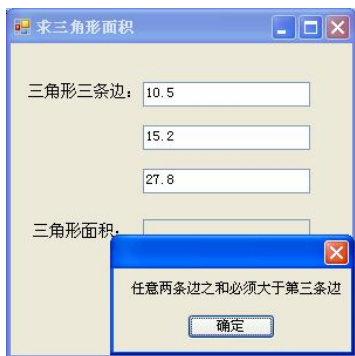 求三角形面积
三角形三条边：
10.5
15.2
27.8
三角形面积：
任意两条边之和必须大于第三条边
确定